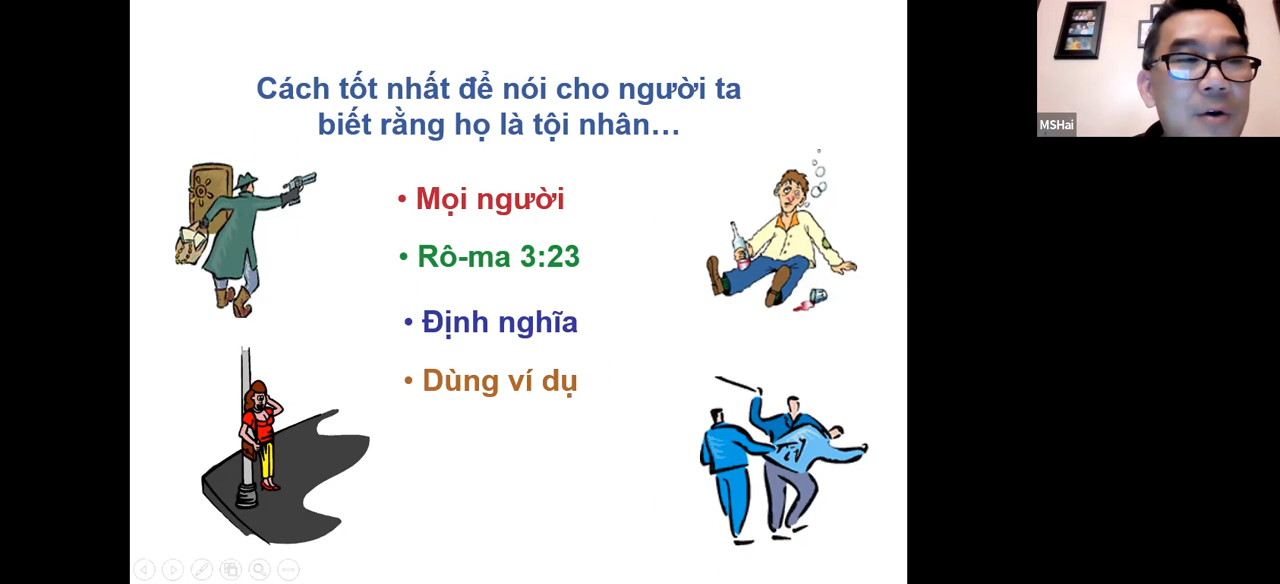 Cách tốt nhất để nói cho người ta
biết rằng họ là tội nhân...
• Mọi người
• Rô-ma 3:23
• Định nghĩa
• Dùng ví dụ
MSHai